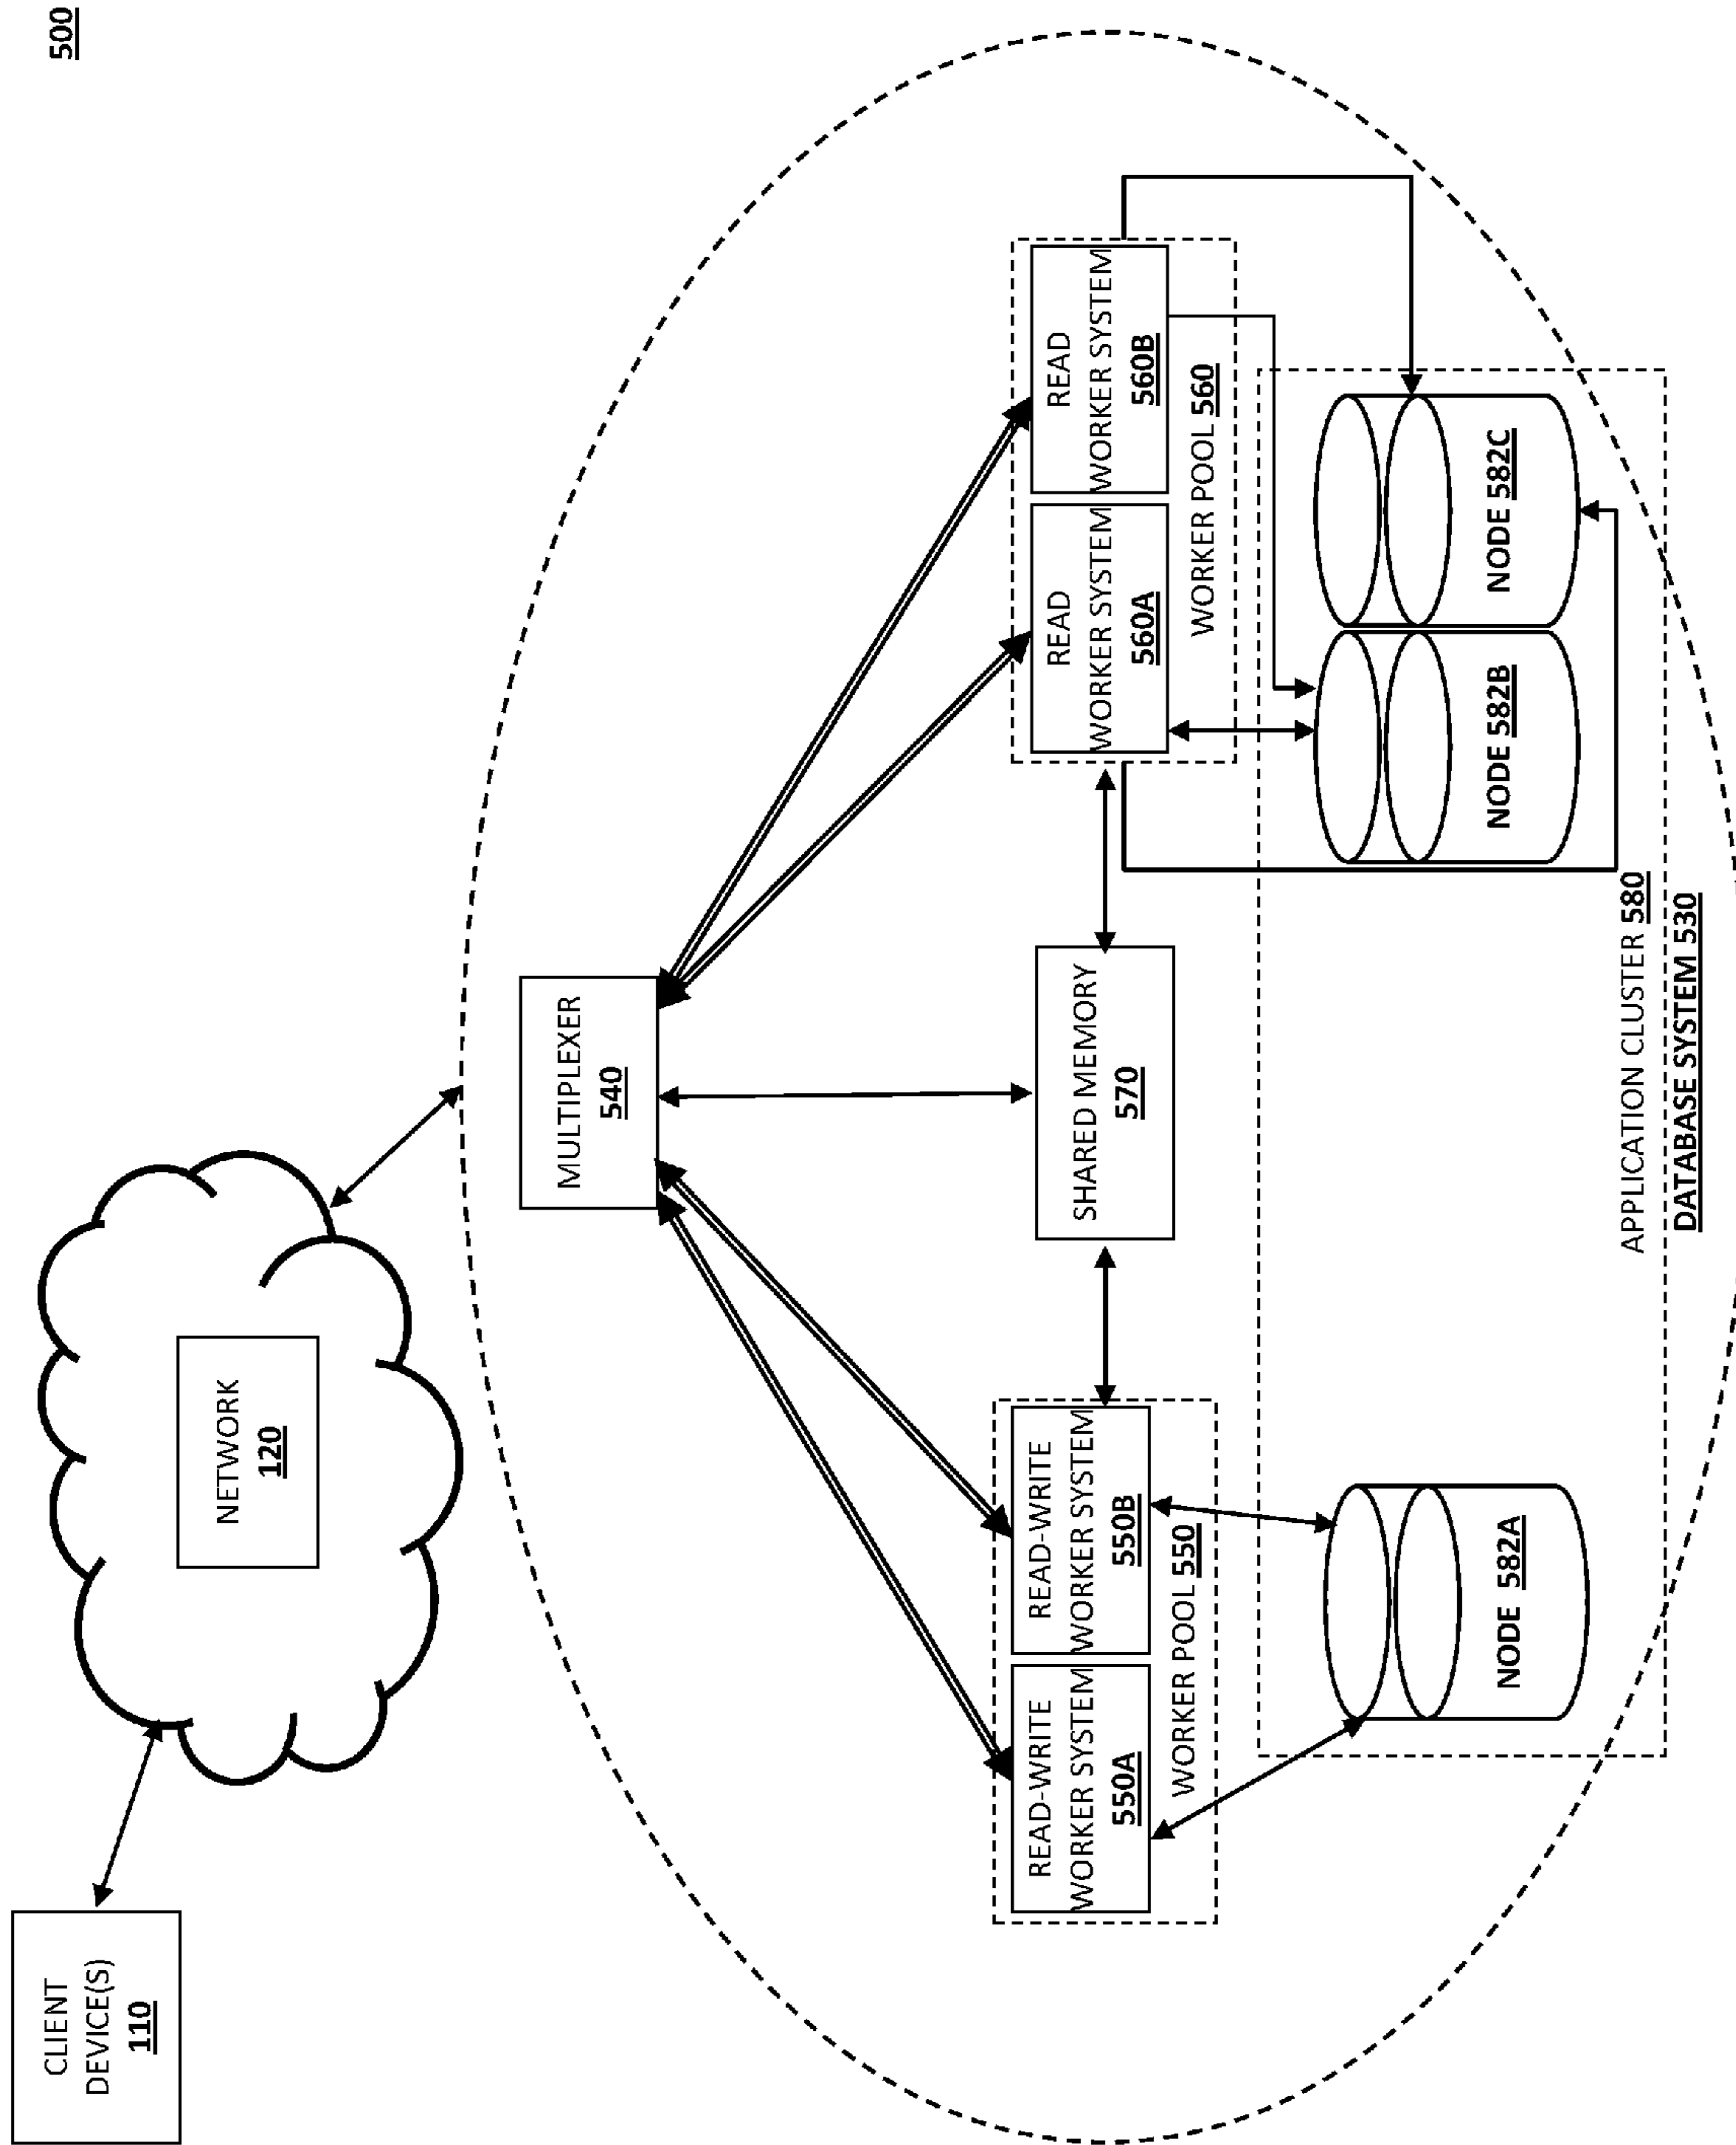 500
CLIENT
DEVICE(S)
110
NETWORK
120
MULTIPLEXER
540
READ-WRITE
WORKER SYSTEM
550A
READ-WRITE
WORKER SYSTEM
550B
WORKER POOL 550
SHARED MEMORY
570
READ
WORKER SYSTEM
560A
READ
WORKER SYSTEM
560B
WORKER POOL 560
NODE 582A
NODE 582B
NODE 582C
APPLICATION CLUSTER 580
DATABASE SYSTEM 530